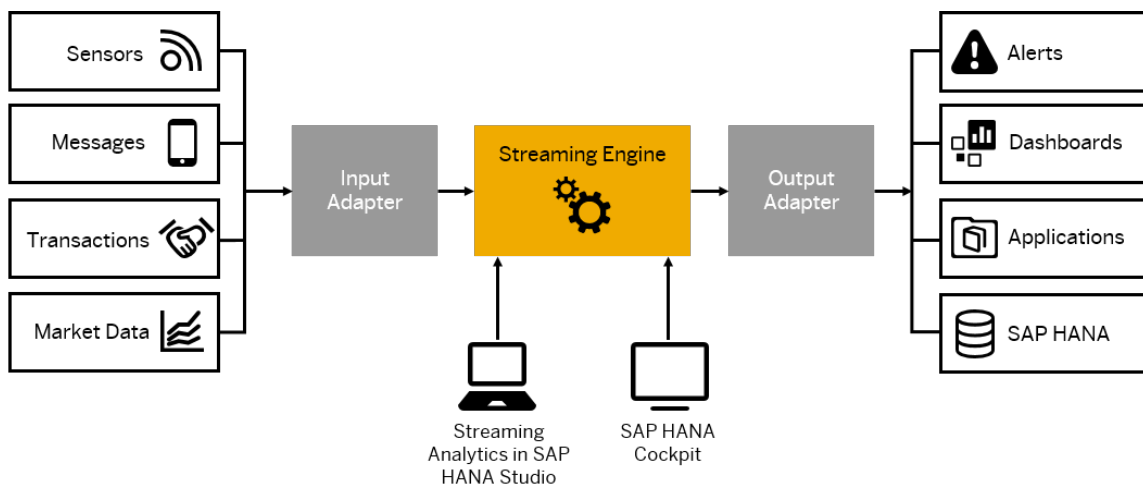 Sensors
Messages
Transactions
Market Data
Input
Adapter
Streaming Engine
Output
Adapter
Alerts
Dashboards
Applications
SAP HANA
Streaming
Analytics in SAP
HANA Studio
SAP HANA
Cockpit